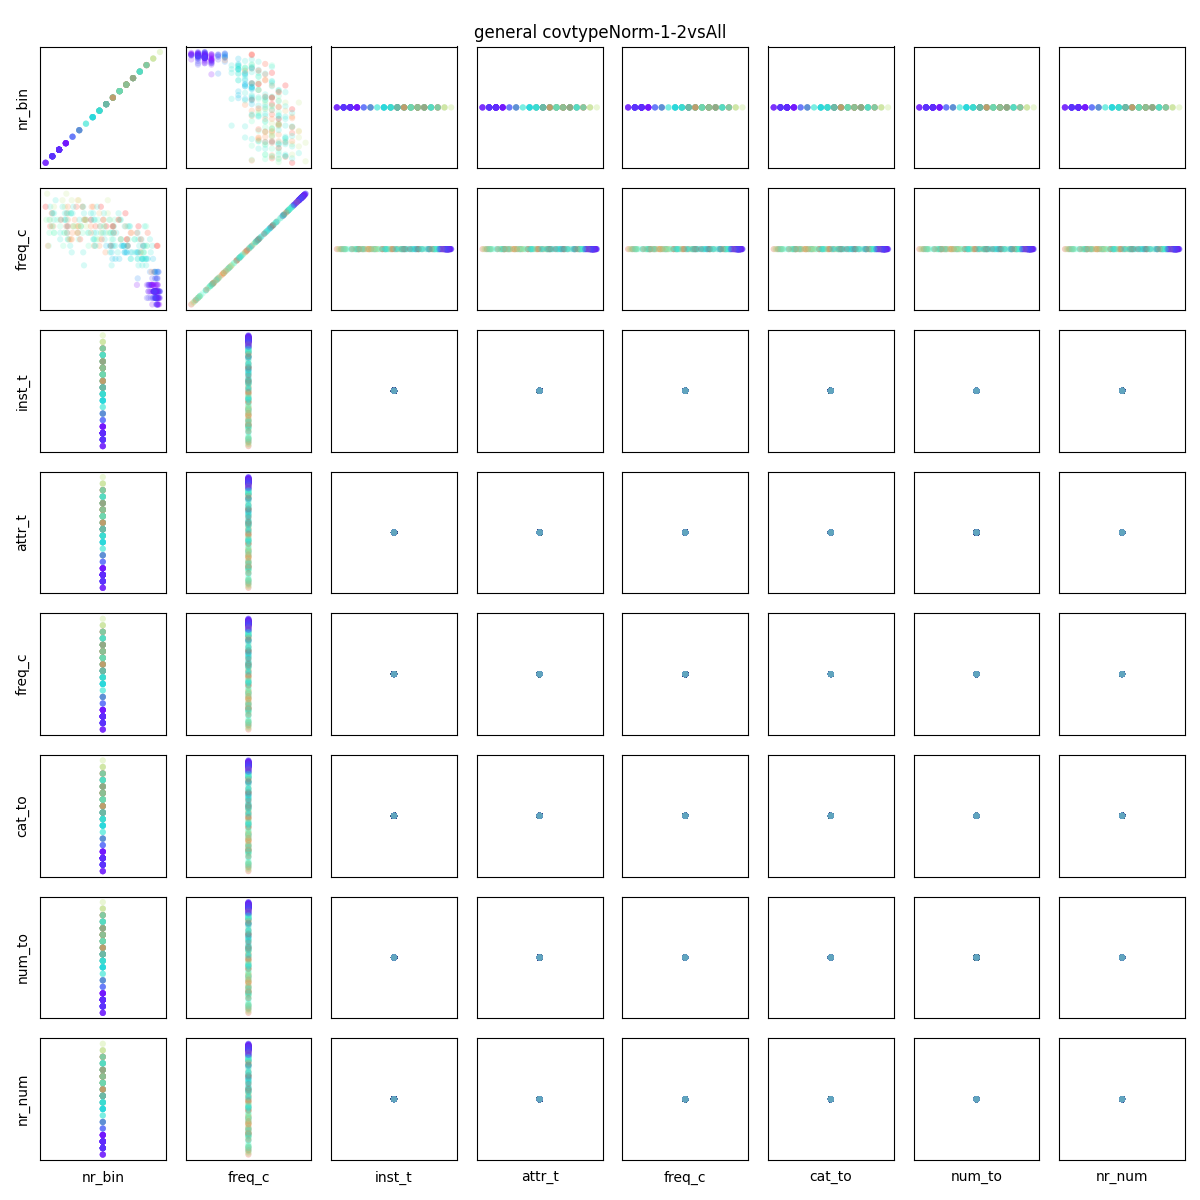 general covtypeNorm-1-2vsAll
nr_bin
freq_c
inst_t
attr_t
freq_c
cat_to
num_to
nr_num
nr_bin freq_c inst_t attr_t freq_c cat_to num_to nr_num